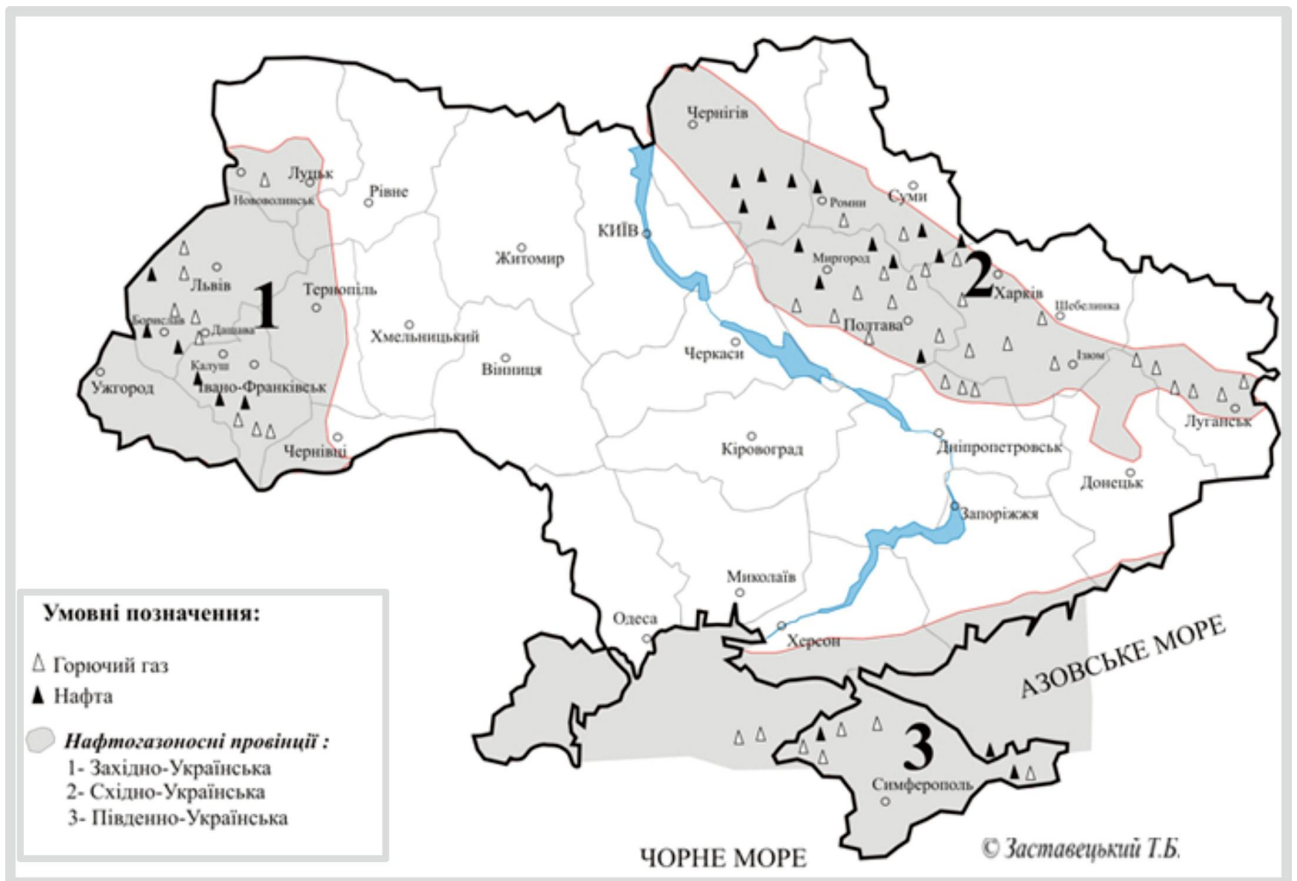 Чернігів
Луцьк
Нововолинськ
Рівне
Ромни
Суми
КИЇВ
Житомир
Львів
1
Тернопіль
Миргород
2
Харків
Шебелинка
Борислав
Дашава
Хмельницький
Полтава
Черкаси
Вінниця
Калуш
Ізюм
Ужгород
Івано-Франківськ
Луганськ
Чернівці
Кіровоград
Дніпропетровськ
Донецьк
Запоріжжя
Миколаїв
Одеса
Херсон
АЗОВСЬКЕ МОРЕ
3
Симферополь
ЧОРНЕ МОРЕ
© Заставецький Т.Б.
Умовні позначення:
Горючий газ
Нафта
Нафтогазоносні провінції :
1- Західно-Українська
2- Східно-Українська
3- Південно-Українська